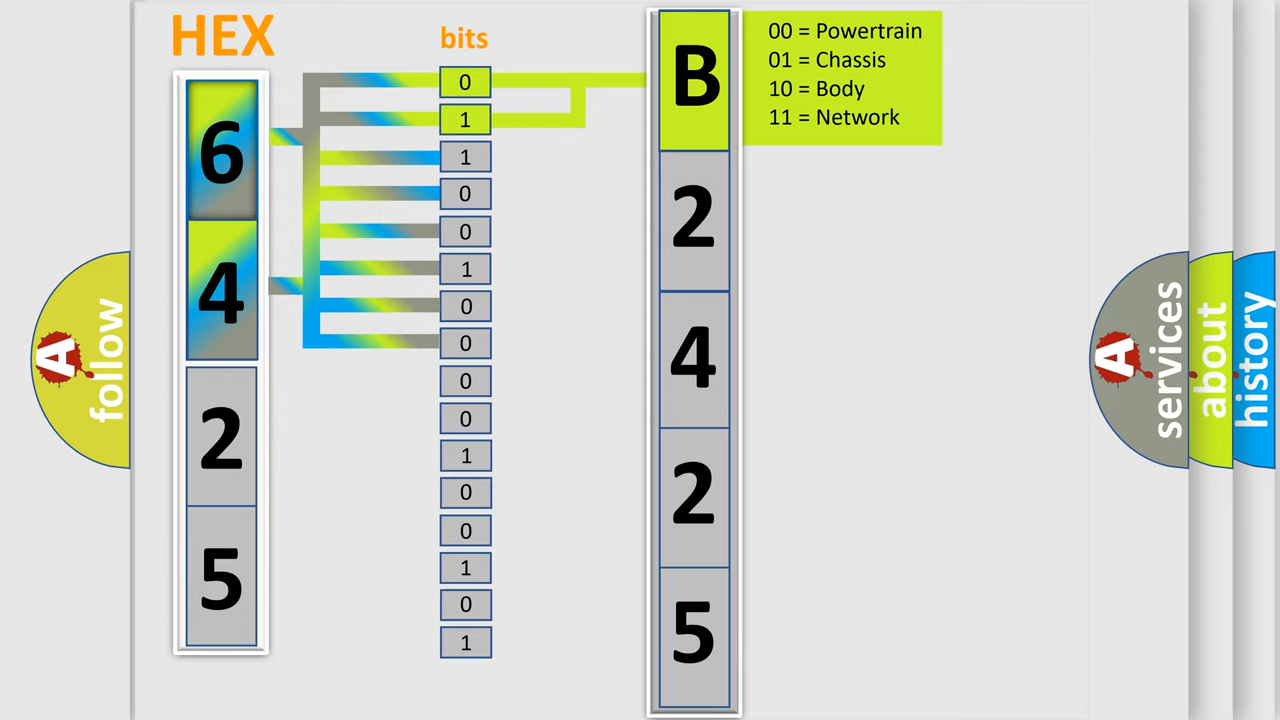 HEX
bits
6
4
2
5
0
1
1
0
0
1
0
0
0
0
1
0
0
1
0
1
B
2
4
2
5
00 = Powertrain
01 = Chassis
10 = Body
11 = Network
A
follow
A
services
about
history